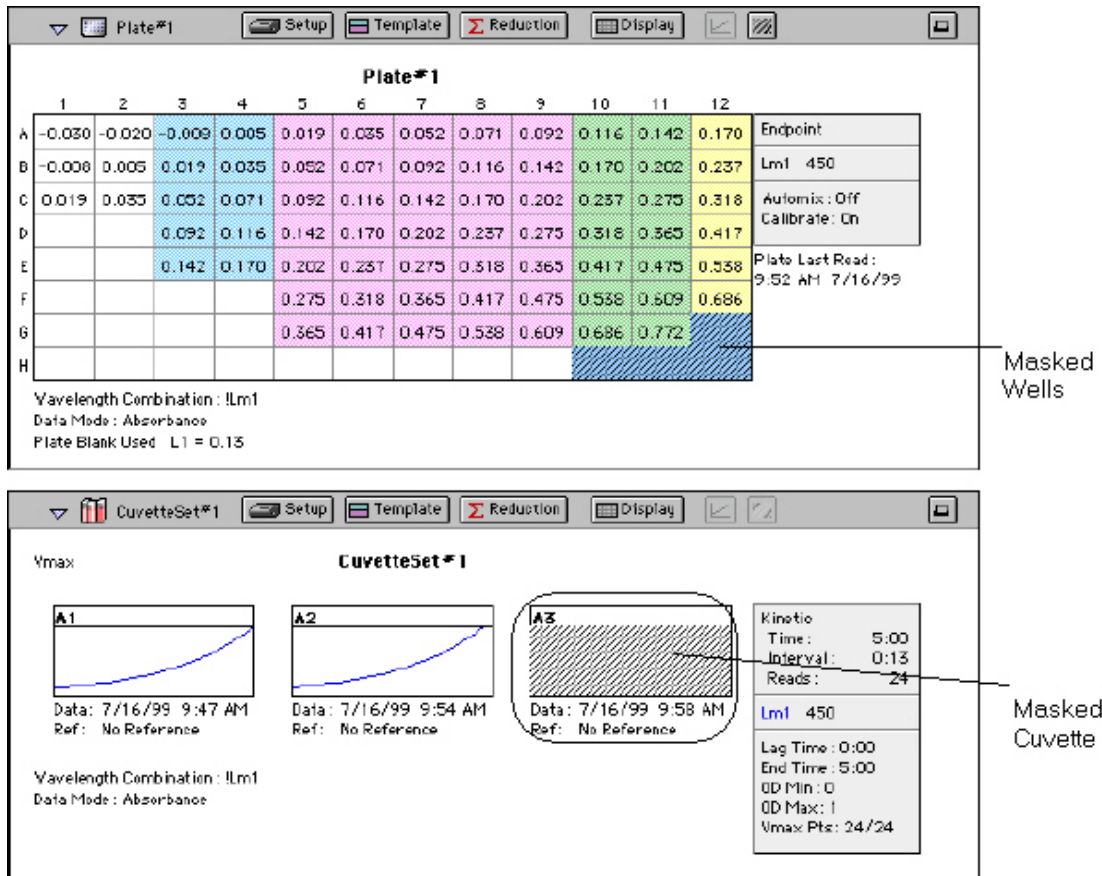 Plate#1 Setup Template Reduction Display
Plate#1
1 2 3 4 5 6 7 8 9 10 11 12
A -0.030 -0.020 -0.009 0.005 0.019 0.035 0.052 0.071 0.092 0.116 0.142 0.170
B -0.008 0.005 0.019 0.035 0.052 0.071 0.092 0.116 0.142 0.170 0.202 0.237
C 0.019 0.035 0.052 0.071 0.092 0.116 0.142 0.170 0.202 0.237 0.275 0.318
D 0.092 0.116 0.142 0.170 0.202 0.237 0.275 0.318 0.365 0.417
E 0.142 0.170 0.202 0.237 0.275 0.318 0.365 0.417 0.475 0.538
F 0.275 0.318 0.365 0.417 0.475 0.538 0.609 0.686
G 0.365 0.417 0.475 0.538 0.609 0.686 0.772
H
Endpoint
Lm1 450
Automix: Off
Calibrate: On
Plate Last Read:
9:52 AM 7/16/99
Masked
Wells
Wavelength Combination: !Lm1
Data Mode: Absorbance
Plate Blank Used L1 = 0.13
CuvetteSet#1 Setup Template Reduction Display
Vmax
CuvetteSet#1
A1
Data: 7/16/99 9:47 AM
Ref: No Reference
A2
Data: 7/16/99 9:54 AM
Ref: No Reference
A3
Data: 7/16/99 9:58 AM
Ref: No Reference
Kinetic
Time: 5:00
Interval: 0:13
Reads: 24
Lm1 450
Lag Time: 0:00
End Time: 5:00
OD Min: 0
OD Max: 1
Vmax Pts: 24/24
Masked
Cuvette
Wavelength Combination: !Lm1
Data Mode: Absorbance